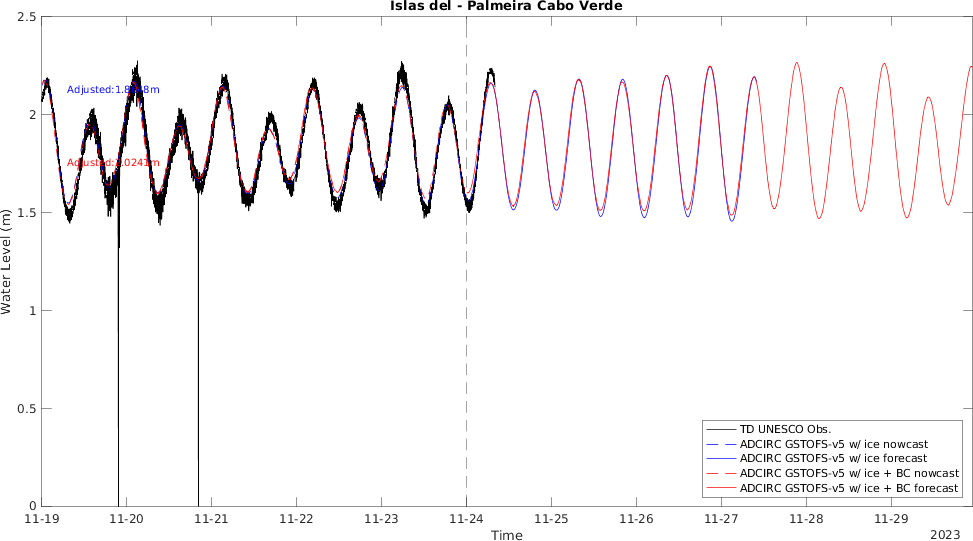 Islas del - Palmeira Cabo Verde
2.5
2
1.5
1
0.5
0
Water Level (m)
m
m
11-19
11-20
11-21
11-22
11-23
11-24
11-25
11-26
11-27
11-28
11-29
Time
2023
TD UNESCO Obs.
ADCIRC GSTOFS-v5 w/ ice nowcast
ADCIRC GSTOFS-v5 w/ ice forecast
ADCIRC GSTOFS-v5 w/ ice + BC nowcast
ADCIRC GSTOFS-v5 w/ ice + BC forecast